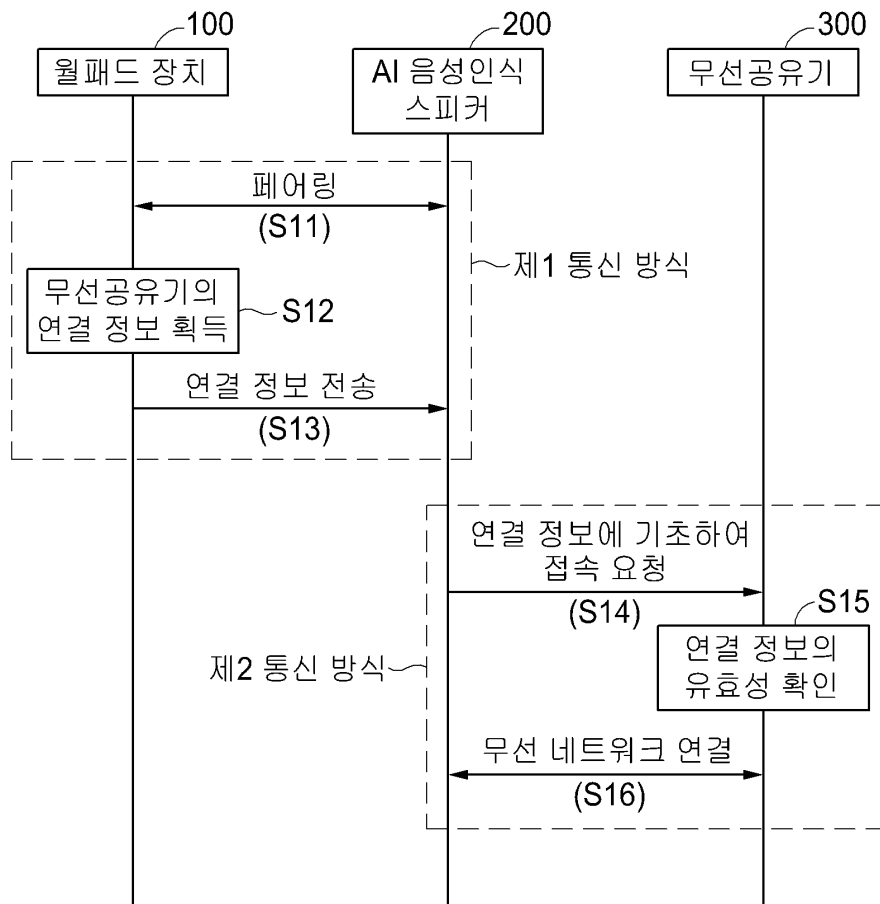 100
200
300
월패드 장치
AI 음성인식
스피커
무선공유기
페어링
(S11)
제1 통신 방식
무선공유기의
연결 정보 획득
S12
연결 정보 전송
(S13)
연결 정보에 기초하여
접속 요청
(S14)
S15
연결 정보의
유효성 확인
제2 통신 방식
무선 네트워크 연결
(S16)